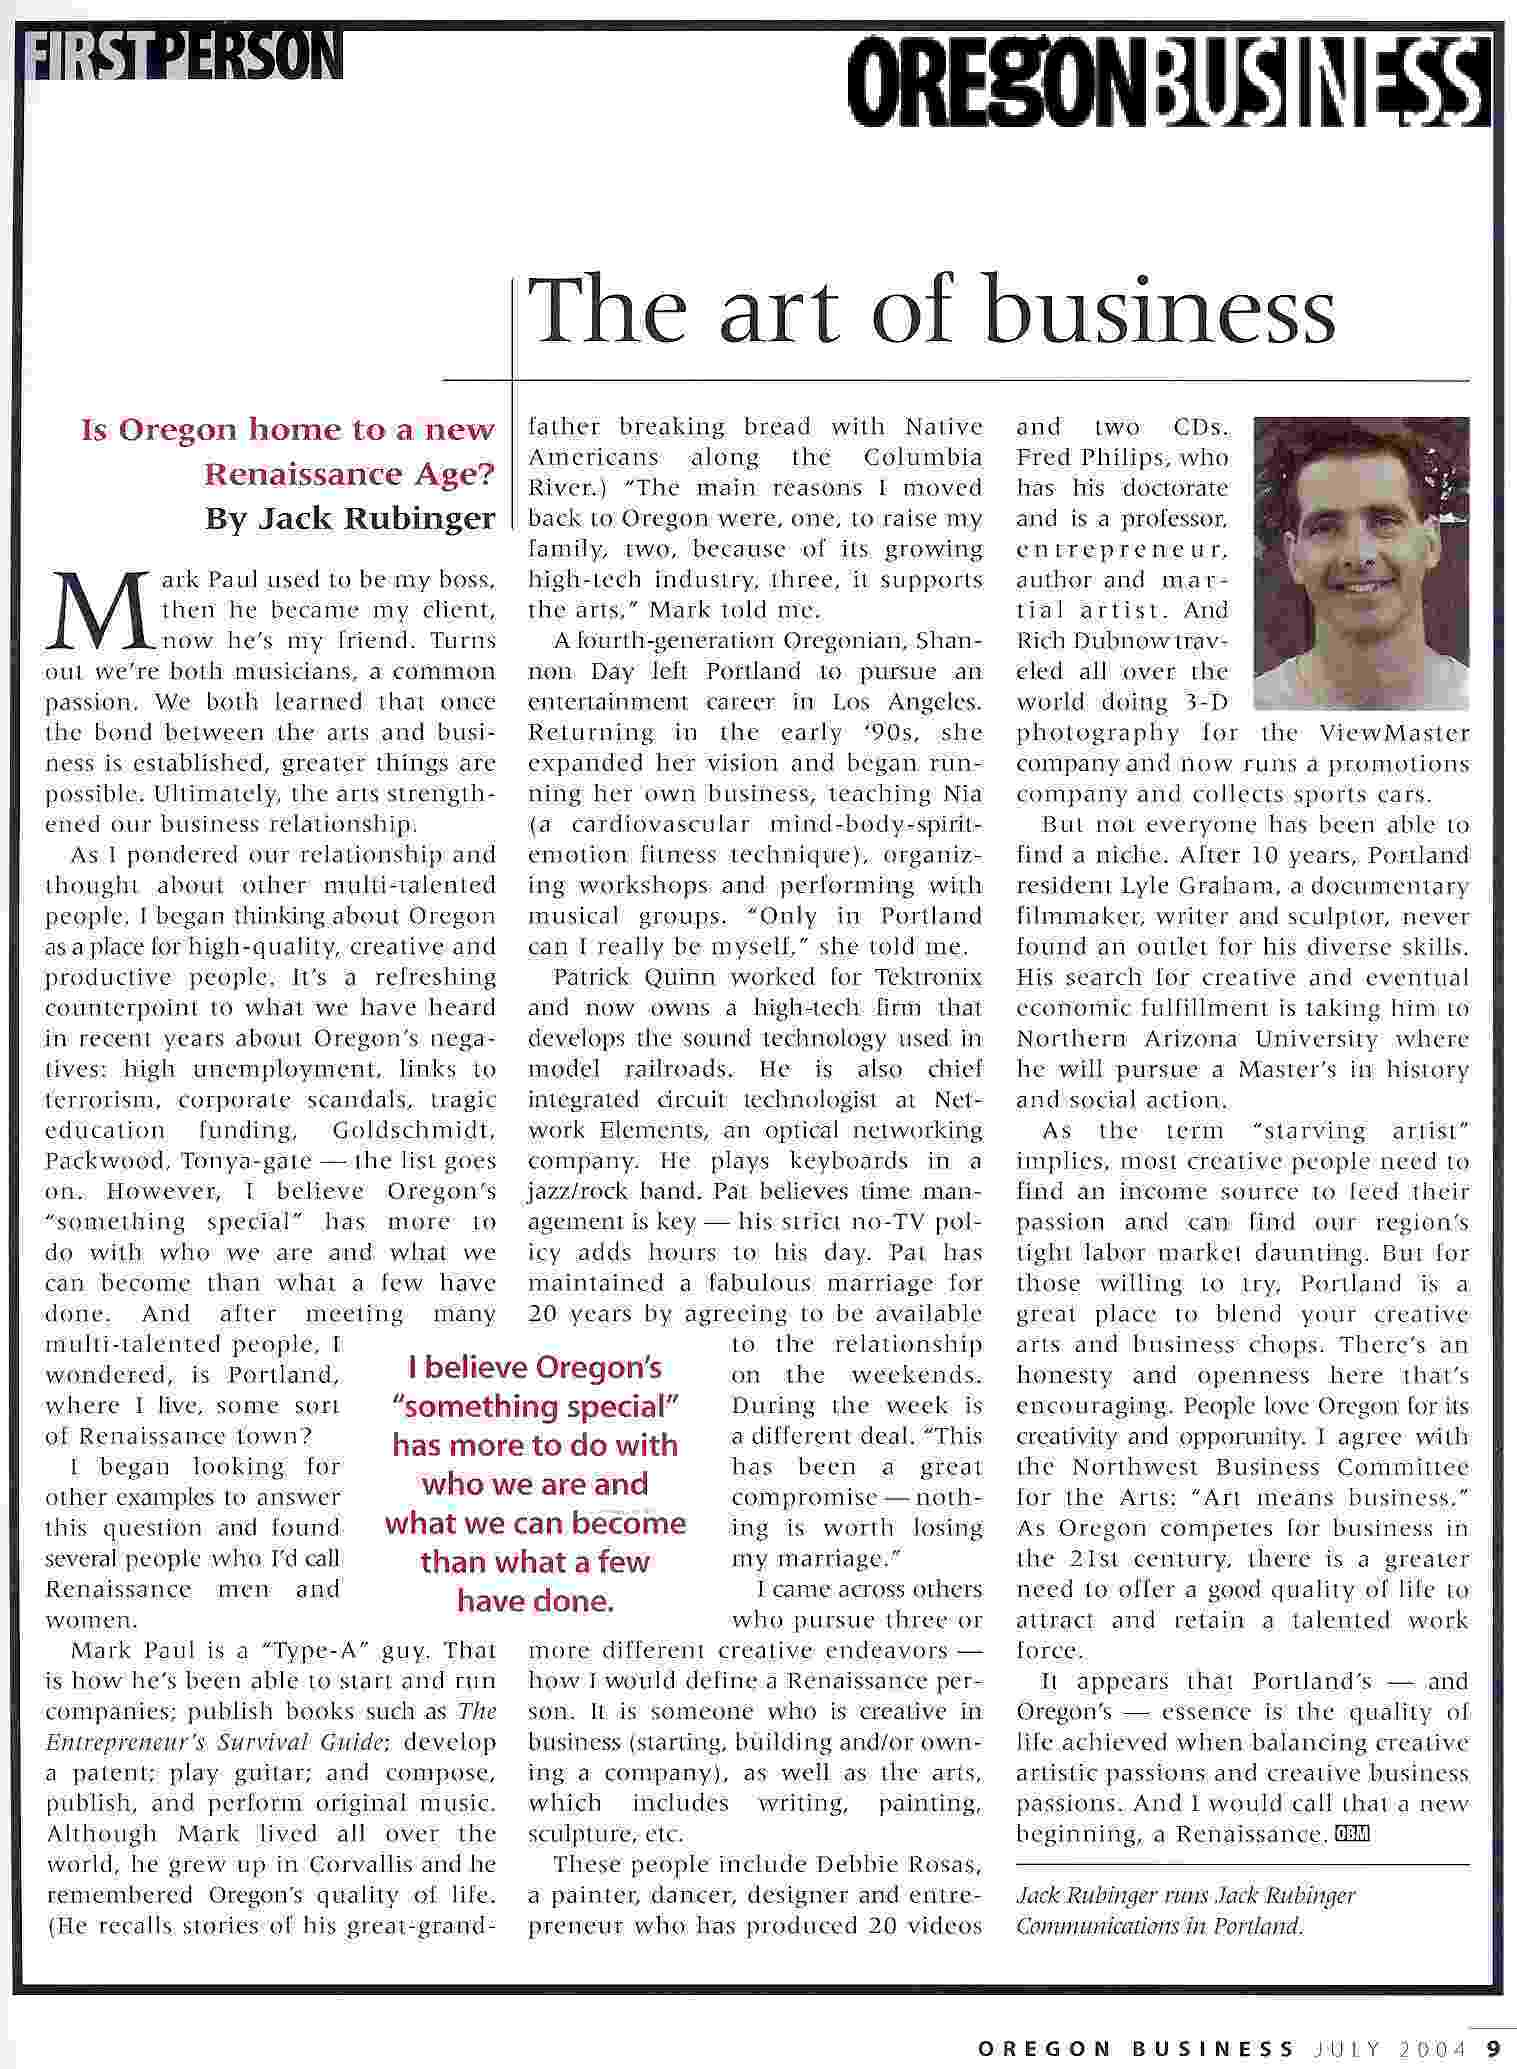 FIRSTPERSON
OREGONBUSINESS
The art of business
Is Oregon home to a new
Renaissance Age?
By Jack Rubinger
Mark Paul used to be my boss,
then he became my client,
now he's my friend. Turns
out we're both musicians, a common
passion. We both learned that once
the bond between the arts and busi-
ness is established, greater things are
possible. Ultimately, the arts strength-
ened our business relationship.
As I pondered our relationship and
thought about other multi-talented
people, I began thinking about Oregon
as a place for high-quality, creative and
productive people. It's a refreshing
counterpoint to what we have heard
in recent years about Oregon's nega-
tives: high unemployment, links to
terrorism, corporate scandals, tragic
education funding, Goldschmidt,
Packwood, Tonya-gate — the list goes
on. However, I believe Oregon's
"something special" has more to
do with who we are and what we
can become than what a few have
done. And after meeting many
multi-talented people, I
wondered, is Portland,
where I live, some sort
of Renaissance town?
I began looking for
other examples to answer
this question and found
several people who I'd call
Renaissance men and
women.
Mark Paul is a "Type-A" guy. That
is how he's been able to start and run
companies; publish books such as The
Entrepreneur's Survival Guide; develop
a patent; play guitar; and compose,
publish, and perform original music.
Although Mark lived all over the
world, he grew up in Corvallis and he
remembered Oregon's quality of life.
(He recalls stories of his great-grand-
father breaking bread with Native
Americans along the Columbia
River.) "The main reasons I moved
back to Oregon were, one, to raise my
family, two, because of its growing
high-tech industry, three, it supports
the arts," Mark told me.
A fourth-generation Oregonian, Shan-
non Day left Portland to pursue an
entertainment career in Los Angeles.
Returning in the early '90s, she
expanded her vision and began run-
ning her own business, teaching Nia
(a cardiovascular mind-body-spirit-
emotion fitness technique), organiz-
ing workshops and performing with
musical groups. "Only in Portland
can I really be myself," she told me.
Patrick Quinn worked for Tektronix
and now owns a high-tech firm that
develops the sound technology used in
model railroads. He is also chief
integrated circuit technologist at Net-
work Elements, an optical networking
company. He plays keyboards in a
jazz/rock band. Pat believes time man-
agement is key — his strict no-TV pol-
icy adds hours to his day. Pat has
maintained a fabulous marriage for
20 years by agreeing to be available
to the relationship
on the weekends.
During the week is
a different deal. "This
has been a great
compromise — noth-
ing is worth losing
my marriage."
I came across others
who pursue three or
more different creative endeavors —
how I would define a Renaissance per-
son. It is someone who is creative in
business (starting, building and/or own-
ing a company), as well as the arts,
which includes writing, painting,
sculpture, etc.
These people include Debbie Rosas,
a painter, dancer, designer and entre-
preneur who has produced 20 videos
I believe Oregon's
"something special"
has more to do with
who we are and
what we can become
than what a few
have done.
and two CDs.
Fred Philips, who
has his doctorate
and is a professor,
entrepreneur,
author and mar-
tial artist. And
Rich Dubnow trav-
eled all over the
world doing 3-D
photography for the ViewMaster
company and now runs a promotions
company and collects sports cars.
But not everyone has been able to
find a niche. After 10 years, Portland
resident Lyle Graham, a documentary
filmmaker, writer and sculptor, never
found an outlet for his diverse skills.
His search for creative and eventual
economic fulfillment is taking him to
Northern Arizona University where
he will pursue a Master's in history
and social action.
As the term "starving artist"
implies, most creative people need to
find an income source to feed their
passion and can find our region's
tight labor market daunting. But for
those willing to try, Portland is a
great place to blend your creative
arts and business chops. There's an
honesty and openness here that's
encouraging. People love Oregon for its
creativity and opporunity. I agree with
the Northwest Business Committee
for the Arts: "Art means business."
As Oregon competes for business in
the 21st century, there is a greater
need to offer a good quality of life to
attract and retain a talented work
force.
It appears that Portland's — and
Oregon's — essence is the quality of
life achieved when balancing creative
artistic passions and creative business
passions. And I would call that a new
beginning, a Renaissance. OBM
Jack Rubinger runs Jack Rubinger
Communications in Portland.
OREGON BUSINESS JULY 2004 9